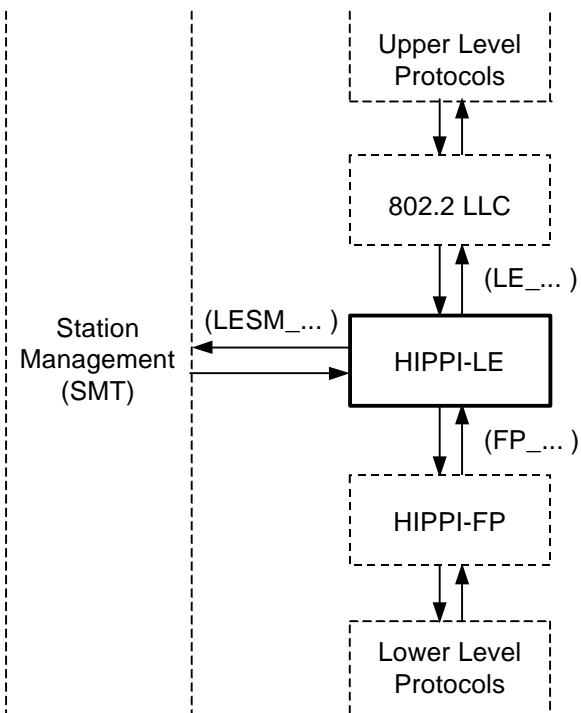 Upper Level
Protocols
802.2 LLC
(LE_... )
(LESM_... )
Station
Management
(SMT)
HIPPI-LE
(FP_... )
HIPPI-FP
Lower Level
Protocols